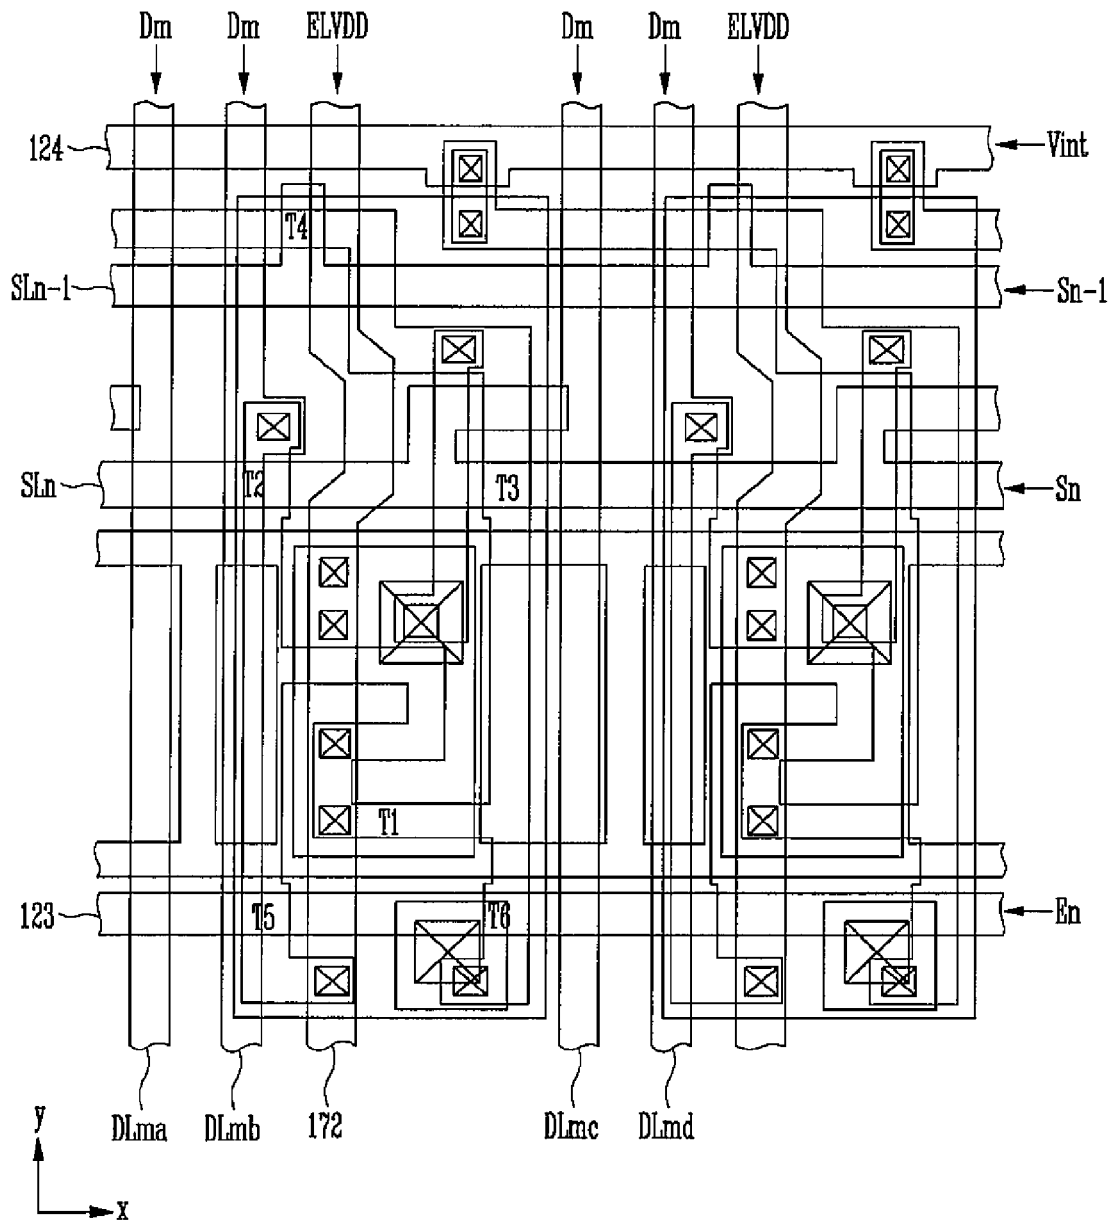 Dm Dm ELVDD Dm Dm ELVDD
124 Vint
T4
SLn-1 Sn-1
SLn T2 T3 Sn
T1
123 T5 T6 En
DLma DLmb 172 DLmc DLmd
y
x